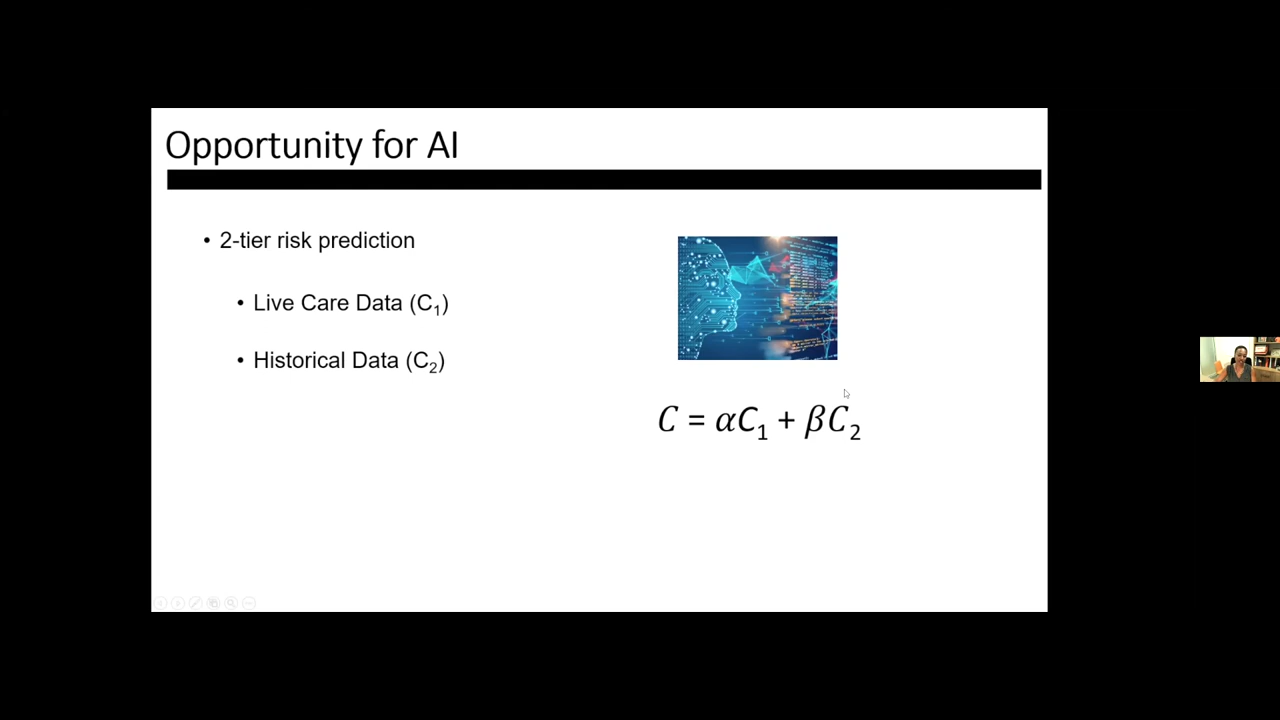 Opportunity for AI
• 2-tier risk prediction
• Live Care Data (C₁)
• Historical Data (C₂)
C = αC₁ + βC₂